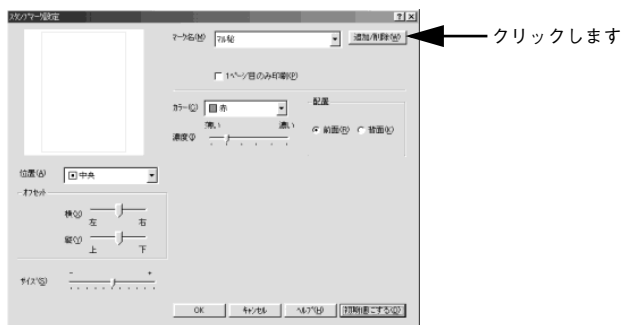 スタンプマーク設定
マーク名(M) マル秘 追加/削除(W) クリックします
1ページ目のみ印刷(P)
カラー(C) 赤 配置
薄い 濃い
濃度 前面(R) 背面(K)
位置(A) 中央
オフセット
横(X)
左 右
縦(Y)
上 下
- +
サイズ(S)
OK キャンセル ヘルプ(H) 初期値にする(D)